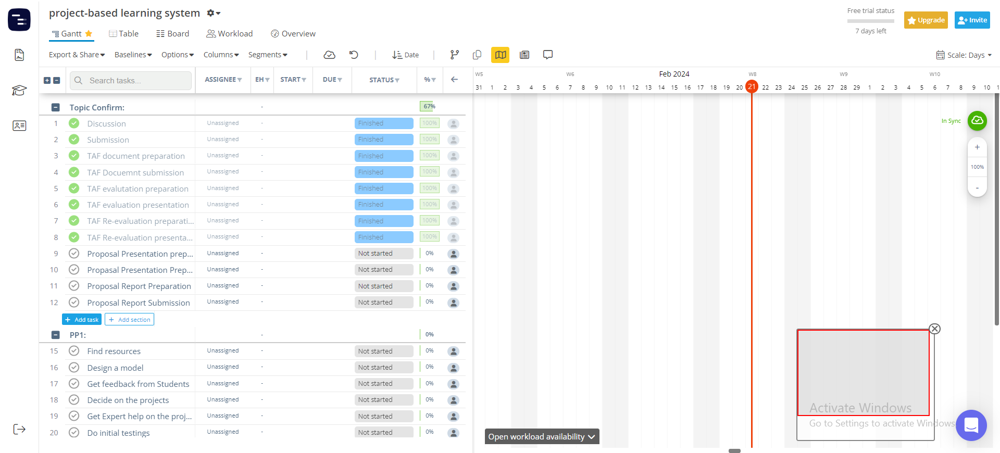 project-based learning system
Free trial status
7 days left
Upgrade
Invite
Gantt Table Board Workload Overview
Export & Share Baselines Options Columns Segments Date Scale: Days
Search tasks... ASSIGNEE EH START DUE STATUS %
W5 W6 Feb 2024 W8 W9 W10
31 1 2 3 4 5 6 7 8 9 10 11 12 13 14 15 16 17 18 19 20 21 22 23 24 25 26 27 28 29 1 2 3 4 5 6 7 8 9 10 1
Topic Confirm: - 67%
1 Discussion Unassigned - Finished 100%
2 Submission Unassigned - Finished 100%
3 TAF document preparation Unassigned - Finished 100%
4 TAF Docuemnt submission Unassigned - Finished 100%
5 TAF evalutation preparation Unassigned - Finished 100%
6 TAF evaluation presentation Unassigned - Finished 100%
7 TAF Re-evaluation preparati... Unassigned - Finished 100%
8 TAF Re-evaluation presenta... Unassigned - Finished 100%
9 Proposal Presentation prep... Unassigned - Not started 0%
10 Propasal Presentation Prep... Unassigned - Not started 0%
11 Proposal Report Preparation Unassigned - Not started 0%
12 Proposal Report Submission Unassigned - Not started 0%
+ Add task + Add section
PP1: - 0%
15 Find resources Unassigned - Not started 0%
16 Design a model Unassigned - Not started 0%
17 Get feedback from Students Unassigned - Not started 0%
18 Decide on the projects Unassigned - Not started 0%
19 Get Expert help on the proj... Unassigned - Not started 0%
20 Do initial testings Unassigned - Not started 0%
In Sync
+
100%
-
Open workload availability
Activate Windows
Go to Settings to activate Windows.